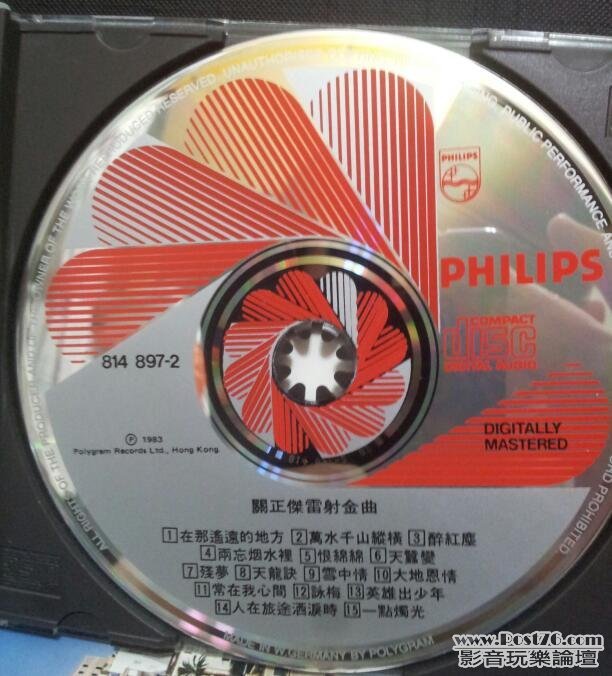 ALL RIGHTS OF THE PRODUCER AND OF THE OWNER OF THE WORK REPRODUCED RESERVED. UNAUTHORISED PUBLIC PERFORMANCE PROHIBITED.
PHILIPS
PHILIPS
COMPACT
disc
DIGITAL AUDIO
814 897-2
DIGITALLY
MASTERED
Ⓟ 1983
Polygram Records Ltd., Hong Kong.
關正傑雷射金曲
1 在那遙遠的地方 2 萬水千山縱橫 3 醉紅塵
4 兩忘烟水裡 5 恨綿綿 6 天蠶變
7 殘夢 8 天龍訣 9 雪中情 10 大地恩情
11 常在我心間 12 詠梅 13 英雄出少年
14 人在旅途洒淚時 15 一點燭光
MADE IN W.GERMANY BY POLYGRAM
www.Post76.com
影音玩樂論壇